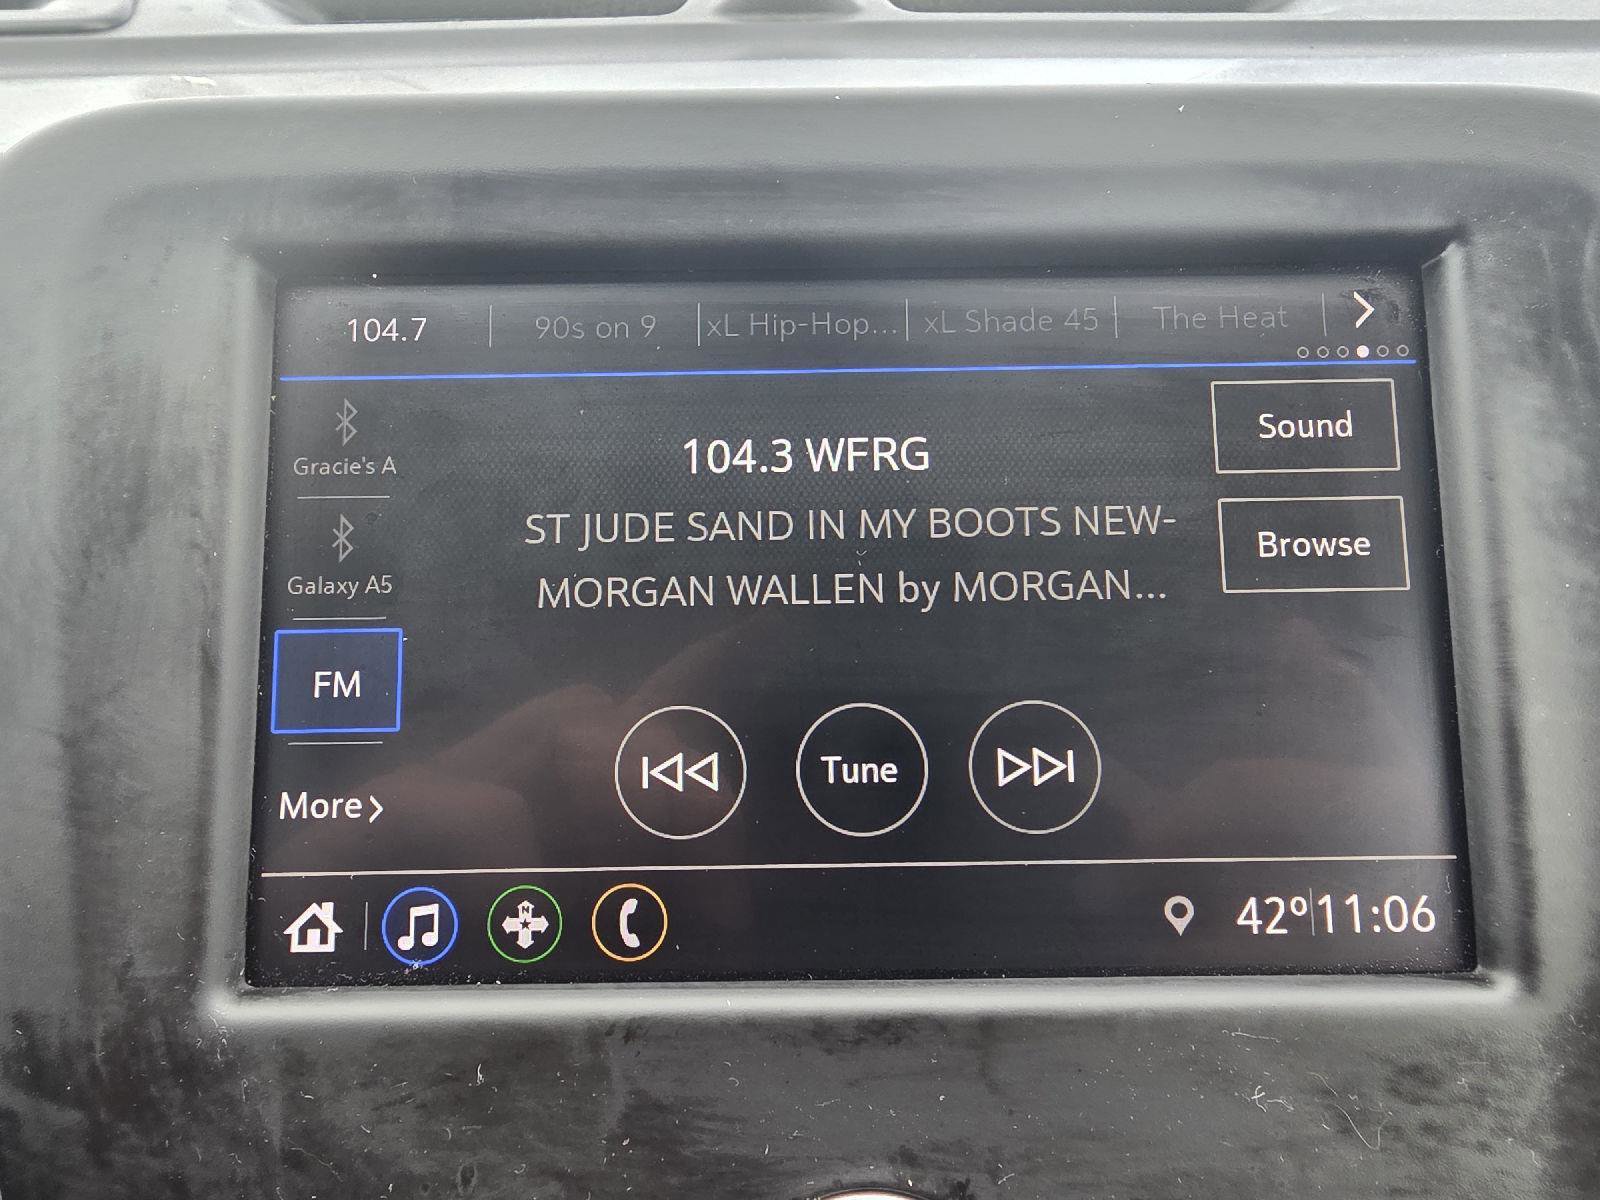 104.7 90s on 9 xL Hip-Hop... xL Shade 45 The Heat
Gracie's A
Galaxy A5
FM
More
104.3 WFRG
ST JUDE SAND IN MY BOOTS NEW-
MORGAN WALLEN by MORGAN...
Sound
Browse
Tune
N
42° 11:06